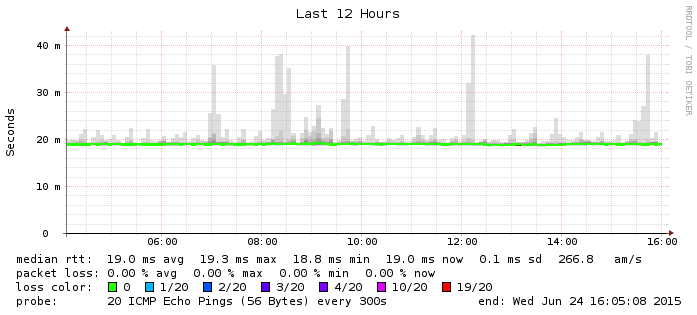 Last 12 Hours
RRDTOOL / TOBI OETIKER
Seconds
40 m
30 m
20 m
10 m
0
06:00 08:00 10:00 12:00 14:00 16:00
median rtt: 19.0 ms avg 19.3 ms max 18.8 ms min 19.0 ms now 0.1 ms sd 266.8 am/s
packet loss: 0.00 % avg 0.00 % max 0.00 % min 0.00 % now
loss color: 0 1/20 2/20 3/20 4/20 10/20 19/20
probe: 20 ICMP Echo Pings (56 Bytes) every 300s end: Wed Jun 24 16:05:08 2015